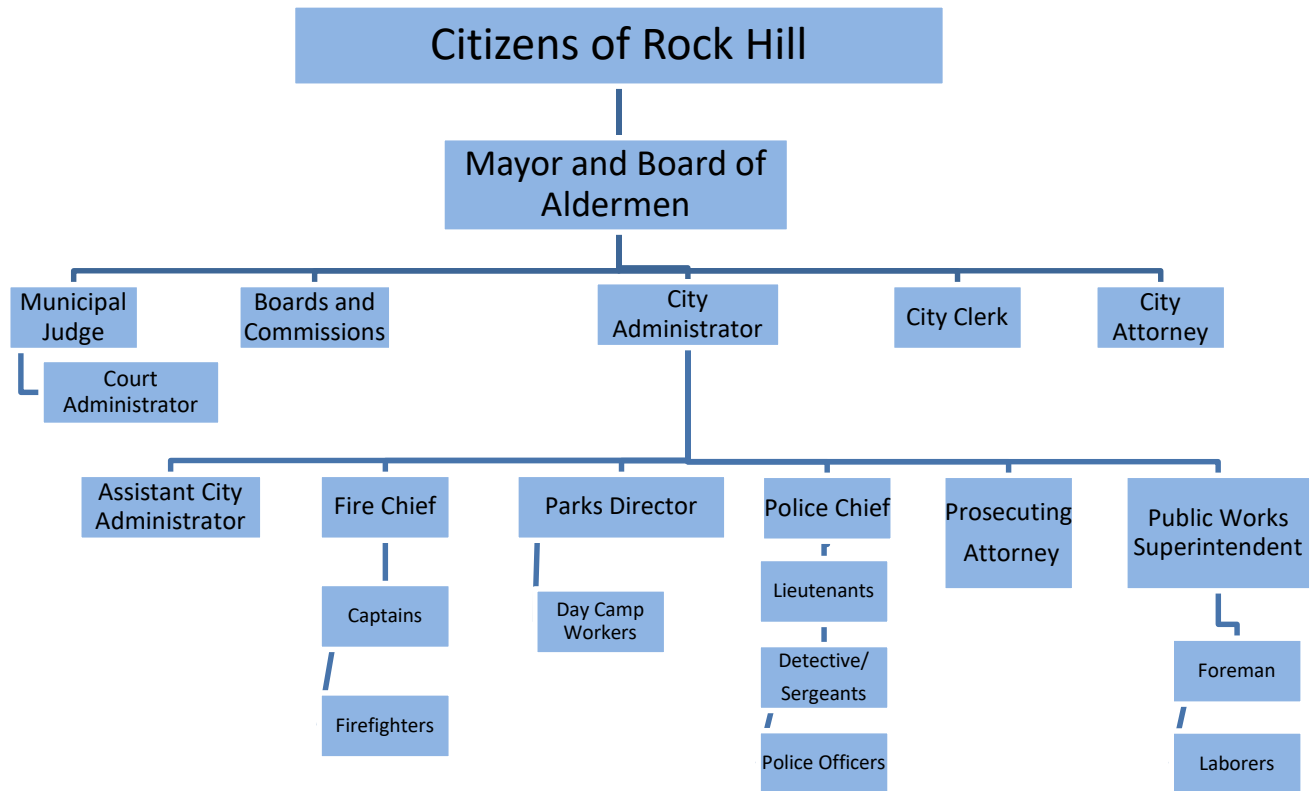 Citizens of Rock Hill
Mayor and Board of
Aldermen
Municipal
Judge
Boards and
Commissions
City
Administrator
City Clerk
City
Attorney
Court
Administrator
Assistant City
Administrator
Fire Chief
Parks Director
Police Chief
Prosecuting
Attorney
Public Works
Superintendent
Captains
Day Camp
Workers
Lieutenants
Detective/
Sergeants
Foreman
Firefighters
Police Officers
Laborers